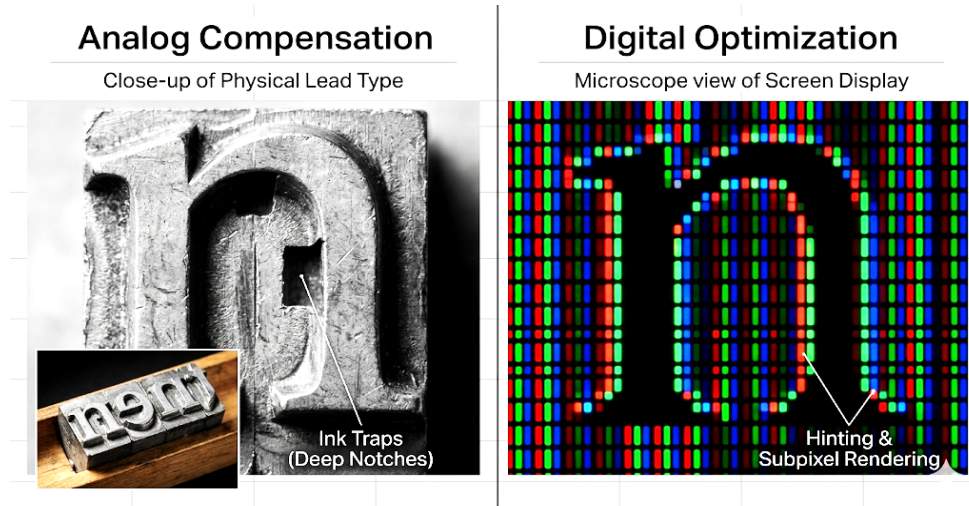 Analog Compensation
Close-up of Physical Lead Type
n
Ink Traps
(Deep Notches)
Digital Optimization
Microscope view of Screen Display
n
Hinting &
Subpixel Rendering